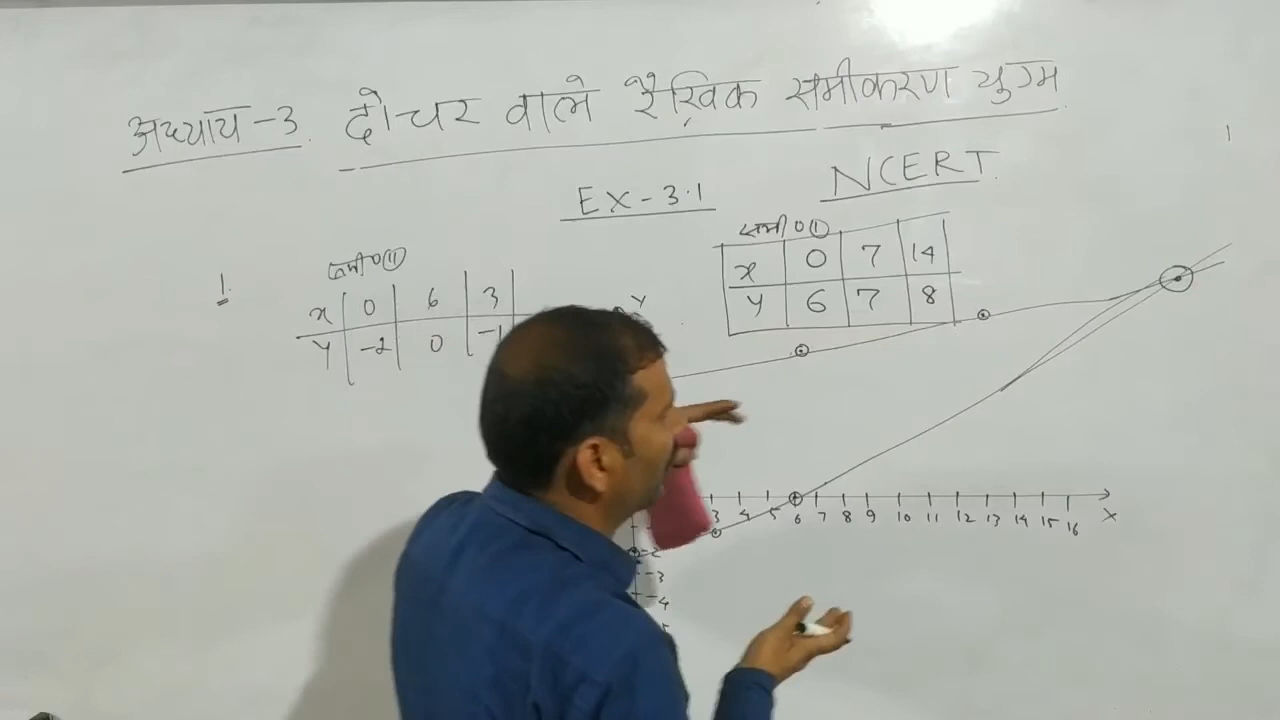 अध्याय-3. दो चर वाले रैखिक समीकरण युग्म
NCERT.
EX-3.1
1.
समी०(11)
x 0 6 3
Y -2 0 -1
समी०(1)
x 0 7 14
Y 6 7 8
Y
3 4 5 6 7 8 9 10 11 12 13 14 15 16 X
-2
-3
-4